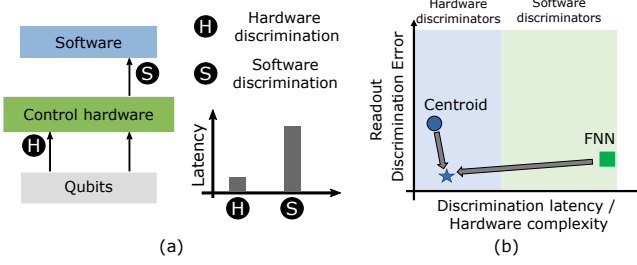 Software
S
Control hardware
H
Qubits
H
Hardware
discrimination
S
Software
discrimination
Latency
H
S
(a)
Hardware
discriminators
Software
discriminators
Readout
Discrimination Error
Centroid
FNN
Discrimination latency /
Hardware complexity
(b)